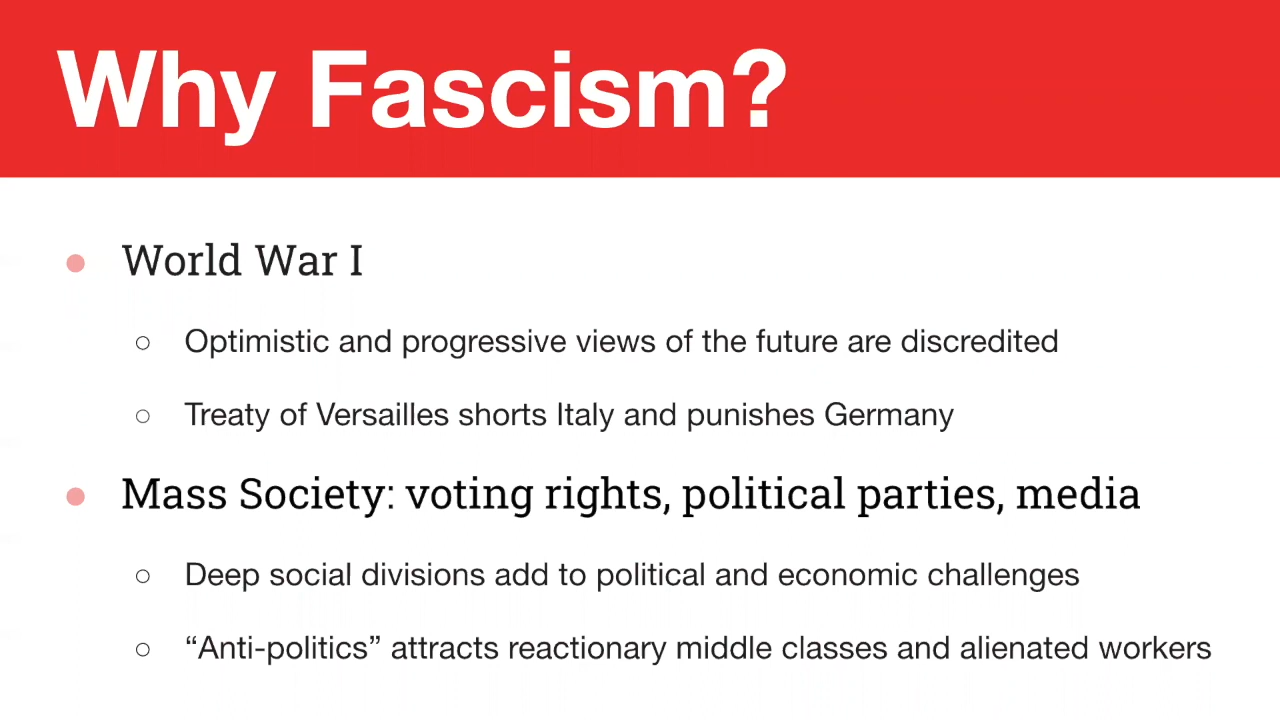 Why Fascism?
● World War I
○ Optimistic and progressive views of the future are discredited
○ Treaty of Versailles shorts Italy and punishes Germany
● Mass Society: voting rights, political parties, media
○ Deep social divisions add to political and economic challenges
○ “Anti-politics” attracts reactionary middle classes and alienated workers